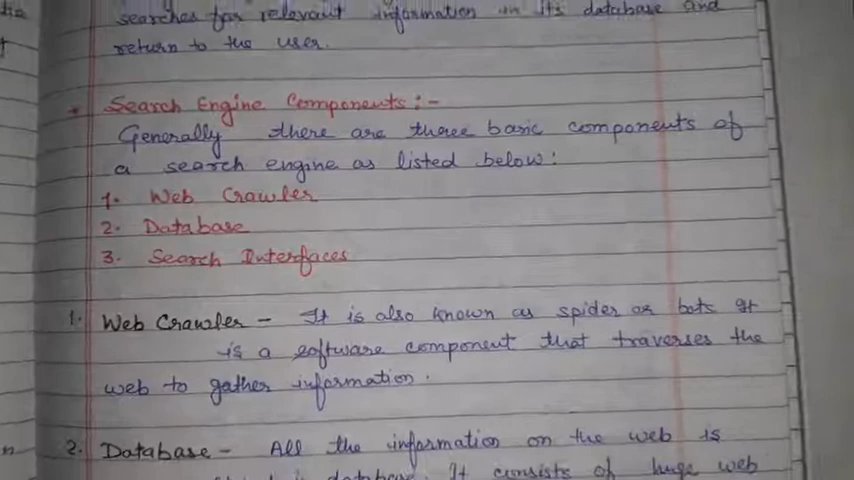 searches for relevant information in its database and
return to the user.
* Search Engine Components :-
Generally there are three basic components of
a search engine as listed below:
1. Web Crawler
2. Database
3. Search Interfaces
1. Web Crawler - It is also known as spider or bots It
is a software component that traverses the
web to gather information.
2. Database - All the information on the web is
database. It consists of huge web